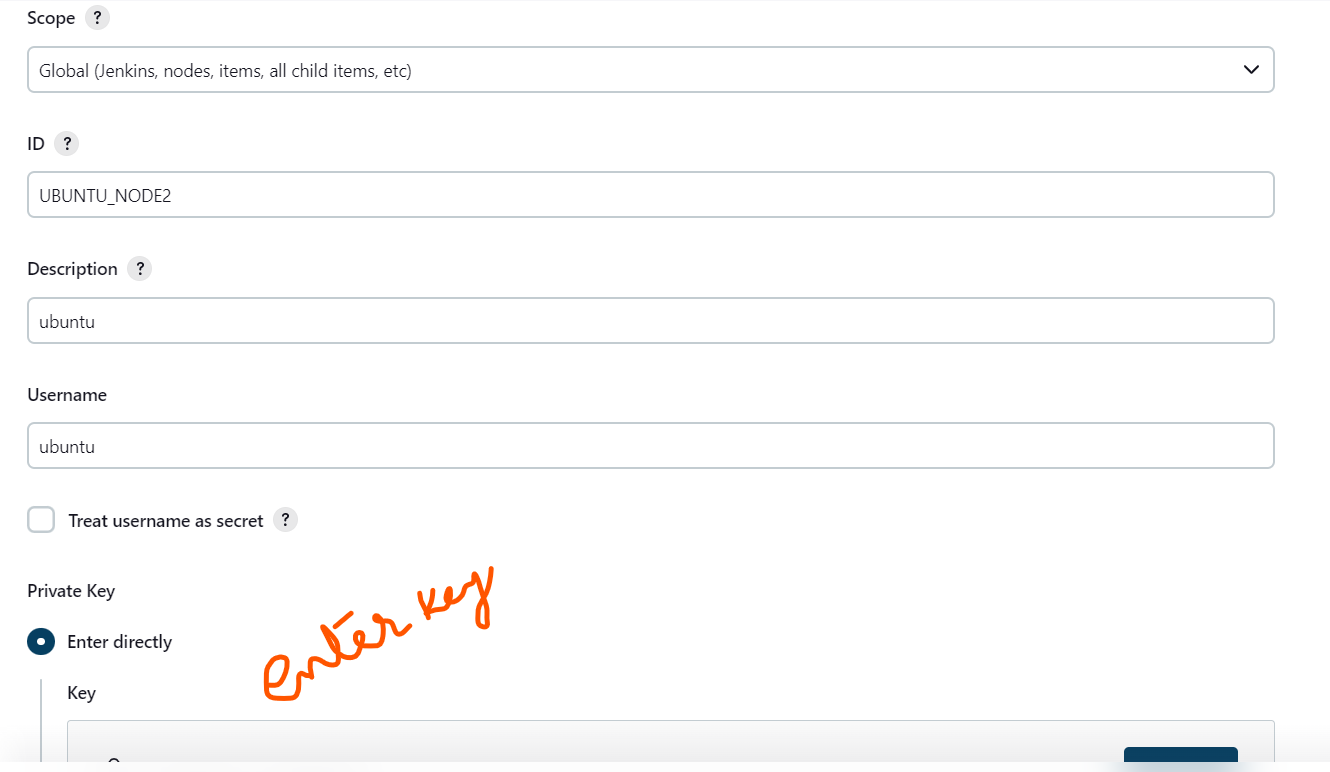 Scope ?
Global (Jenkins, nodes, items, all child items, etc)
ID ?
UBUNTU_NODE2
Description ?
ubuntu
Username
ubuntu
Treat username as secret ?
Private Key
enter key
Enter directly
Key